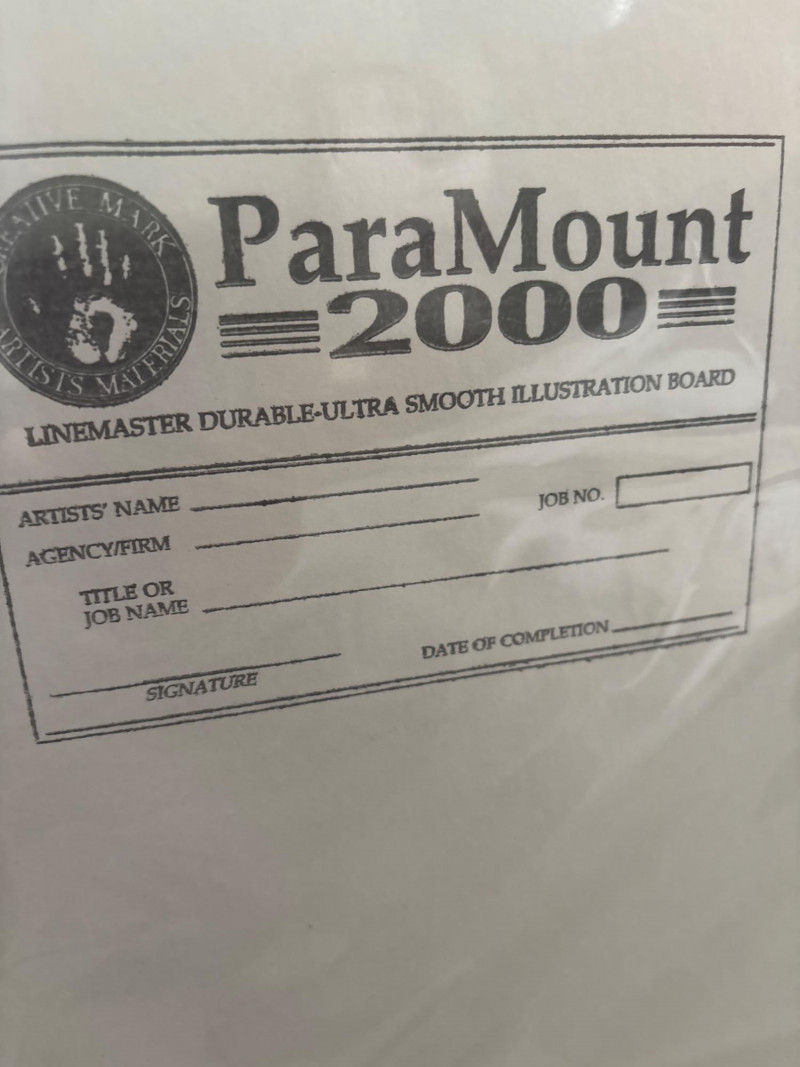 CREATIVE MARK
ARTISTS MATERIALS
ParaMount
2000
LINEMASTER DURABLE-ULTRA SMOOTH ILLUSTRATION BOARD
ARTISTS' NAME
JOB NO.
AGENCY/FIRM
TITLE OR
JOB NAME
DATE OF COMPLETION
SIGNATURE